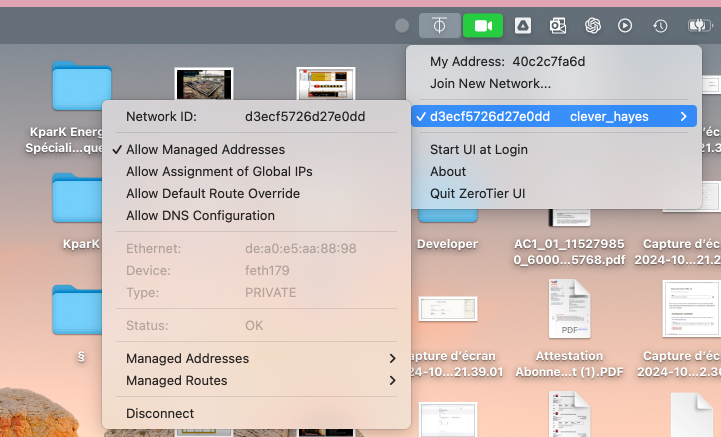 My Address: 40c2c7fa6d
Join New Network...
✓ d3ecf5726d27e0dd clever_hayes >
Start UI at Login
About
Quit ZeroTier UI
Network ID: d3ecf5726d27e0dd
✓ Allow Managed Addresses
Allow Assignment of Global IPs
Allow Default Route Override
Allow DNS Configuration
Ethernet: de:a0:e5:aa:88:98
Device: feth179
Type: PRIVATE
Status: OK
Managed Addresses >
Managed Routes >
Disconnect
KparK Energ
Spéciali...que
KparK
§
Developer
AC1_01_11527985
0_6000...5768.pdf
Capture d'é
2024-10...21.2
apture d'écran
24-10...21.39.01
PDF
Attestation
Abonne...t (1).PDF
Capture d'éc
2024-10...2.36